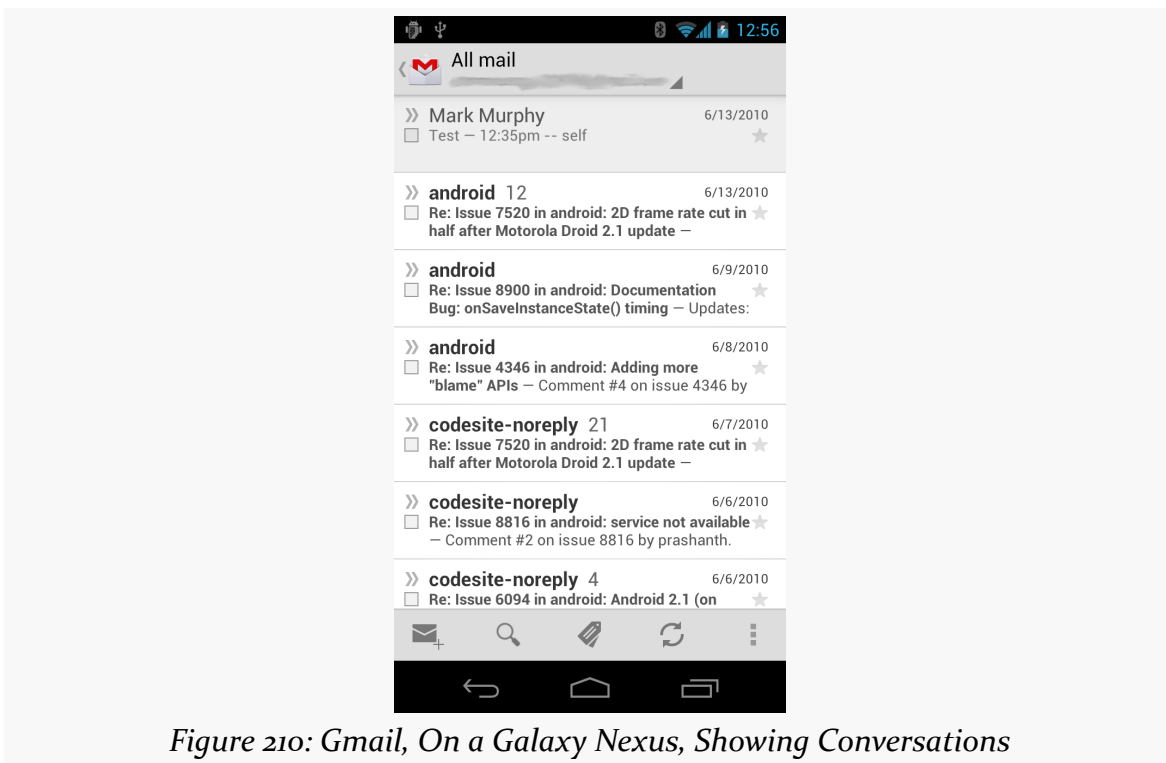 12:56
All mail
Mark Murphy 6/13/2010
Test – 12:35pm -- self
android 12 6/13/2010
Re: Issue 7520 in android: 2D frame rate cut in
half after Motorola Droid 2.1 update –
android 6/9/2010
Re: Issue 8900 in android: Documentation
Bug: onSaveInstanceState() timing – Updates:
android 6/8/2010
Re: Issue 4346 in android: Adding more
"blame" APIs – Comment #4 on issue 4346 by
codesite-noreply 21 6/7/2010
Re: Issue 7520 in android: 2D frame rate cut in
half after Motorola Droid 2.1 update –
codesite-noreply 6/6/2010
Re: Issue 8816 in android: service not available
– Comment #2 on issue 8816 by prashanth.
codesite-noreply 4 6/6/2010
Re: Issue 6094 in android: Android 2.1 (on
Figure 210: Gmail, On a Galaxy Nexus, Showing Conversations